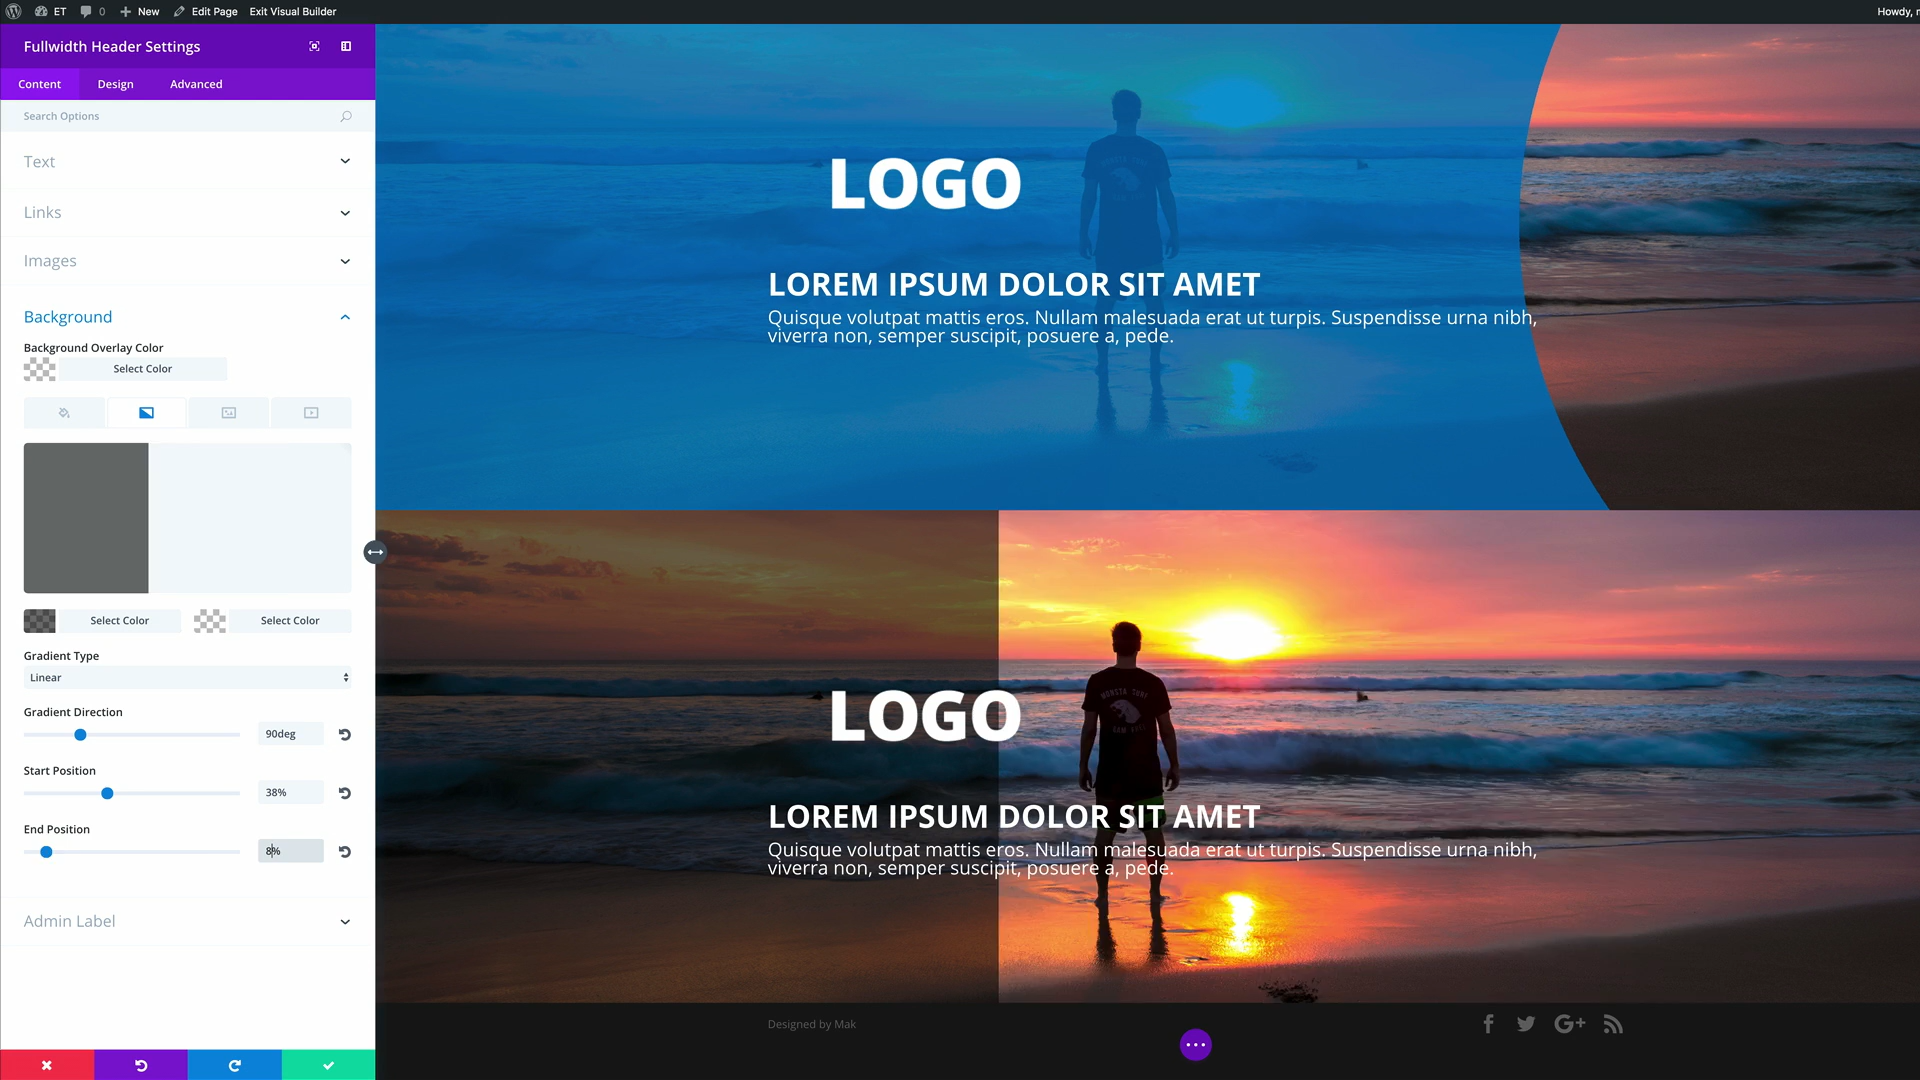 ET
0
New
Edit Page
Exit Visual Builder
Howdy,
Fullwidth Header Settings
Content
Design
Advanced
Search Options
Text
Links
Images
Background
Background Overlay Color
Select Color
Select Color
Select Color
Gradient Type
Linear
Gradient Direction
90deg
Start Position
38%
End Position
8%
Admin Label
LOGO
LOREM IPSUM DOLOR SIT AMET
Quisque volutpat mattis eros. Nullam malesuada erat ut turpis. Suspendisse urna nibh,
viverra non, semper suscipit, posuere a, pede.
LOGO
LOREM IPSUM DOLOR SIT AMET
Quisque volutpat mattis eros. Nullam malesuada erat ut turpis. Suspendisse urna nibh,
viverra non, semper suscipit, posuere a, pede.
Designed by Mak